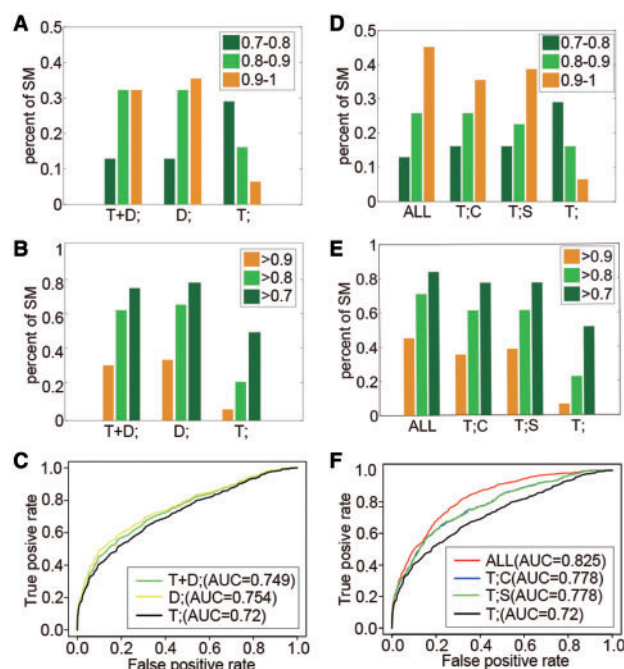 A
0.5
0.4
0.3
0.2
0.1
0
percent of SM
0.7-0.8
0.8-0.9
0.9-1
T+D;
D;
T;
D
0.5
0.4
0.3
0.2
0.1
0
percent of SM
0.7-0.8
0.8-0.9
0.9-1
ALL
T;C
T;S
T;
B
1
0.8
0.6
0.4
0.2
0
percent of SM
>0.9
>0.8
>0.7
T+D;
D;
T;
E
1
0.8
0.6
0.4
0.2
0
percent of SM
>0.9
>0.8
>0.7
ALL
T;C
T;S
T;
C
1.0
0.8
0.6
0.4
0.2
0.0
True posive rate
T+D;(AUC=0.749)
D;(AUC=0.754)
T;(AUC=0.72)
0.0 0.2 0.4 0.6 0.8 1.0
False positive rate
F
1.0
0.8
0.6
0.4
0.2
0.0
True posive rate
ALL(AUC=0.825)
T;C(AUC=0.778)
T;S(AUC=0.778)
T;(AUC=0.72)
0.0 0.2 0.4 0.6 0.8 1.0
False positive rate